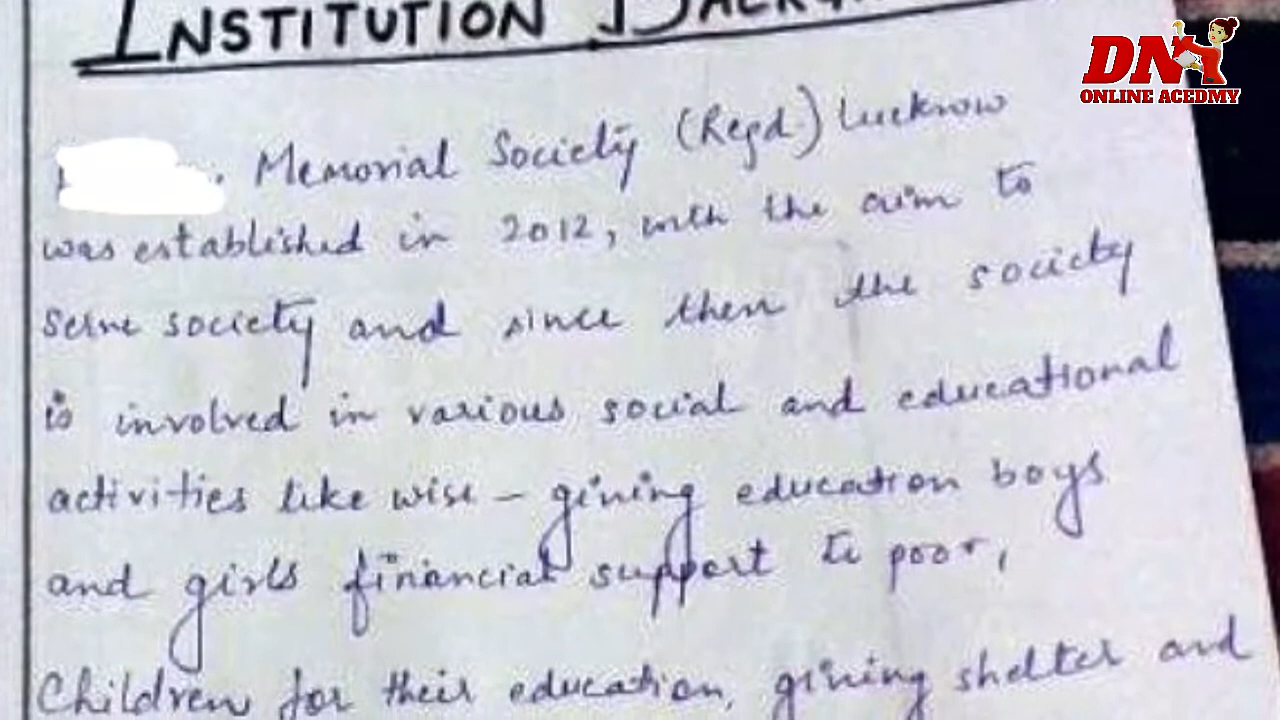 INSTITUTION
DN
ONLINE ACEDMY
. Memorial Society (Regd) Lucknow
was established in 2012, with the aim to
serve society and since then the society
is involved in various social and educational
activities like wise – giving education boys
and girls financial support to poor,
Children for their education, giving shelter and